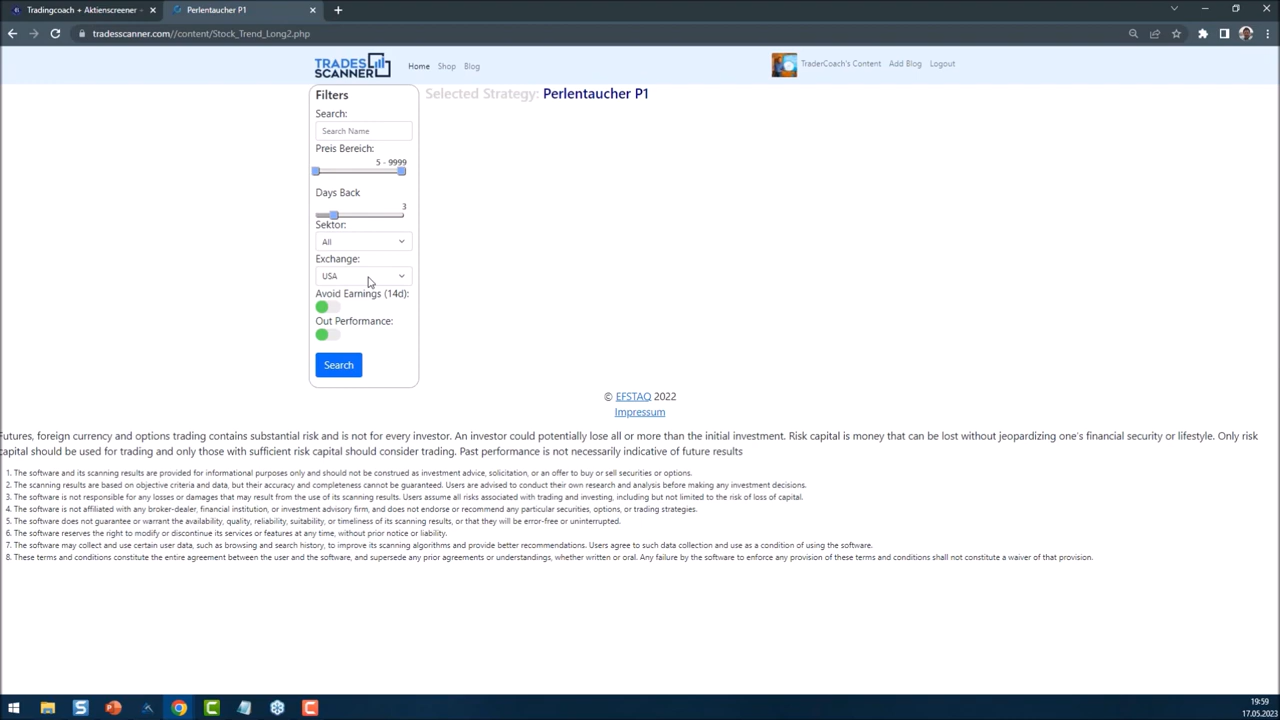 Tradingcoach + Aktienscreener -
Perlentaucher P1
tradesscanner.com//content/Stock_Trend_Long2.php
TRADES SCANNER
Home Shop Blog
TraderCoach's Content Add Blog Logout
Filters
Selected Strategy: Perlentaucher P1
Search:
Search Name
Preis Bereich:
5 - 9999
Days Back
3
Sektor:
All
Exchange:
USA
Avoid Earnings (14d):
Out Performance:
Search
© EFSTAQ 2022
Impressum
Futures, foreign currency and options trading contains substantial risk and is not for every investor. An investor could potentially lose all or more than the initial investment. Risk capital is money that can be lost without jeopardizing one's financial security or lifestyle. Only risk
capital should be used for trading and only those with sufficient risk capital should consider trading. Past performance is not necessarily indicative of future results
1. The software and its scanning results are provided for informational purposes only and should not be construed as investment advice, solicitation, or an offer to buy or sell securities or options.
2. The scanning results are based on objective criteria and data, but their accuracy and completeness cannot be guaranteed. Users are advised to conduct their own research and analysis before making any investment decisions.
3. The software is not responsible for any losses or damages that may result from the use of its scanning results. Users assume all risks associated with trading and investing, including but not limited to the risk of loss of capital.
4. The software is not affiliated with any broker-dealer, financial institution, or investment advisory firm, and does not endorse or recommend any particular securities, options, or trading strategies.
5. The software does not guarantee or warrant the availability, quality, reliability, suitability, or timeliness of its scanning results, or that they will be error-free or uninterrupted.
6. The software reserves the right to modify or discontinue its services or features at any time, without prior notice or liability.
7. The software may collect and use certain user data, such as browsing and search history, to improve its scanning algorithms and provide better recommendations. Users agree to such data collection and use as a condition of using the software.
8. These terms and conditions constitute the entire agreement between the user and the software, and supersede any prior agreements or understandings, whether written or oral. Any failure by the software to enforce any provision of these terms and conditions shall not constitute a waiver of that provision.
19:59
17.05.2023